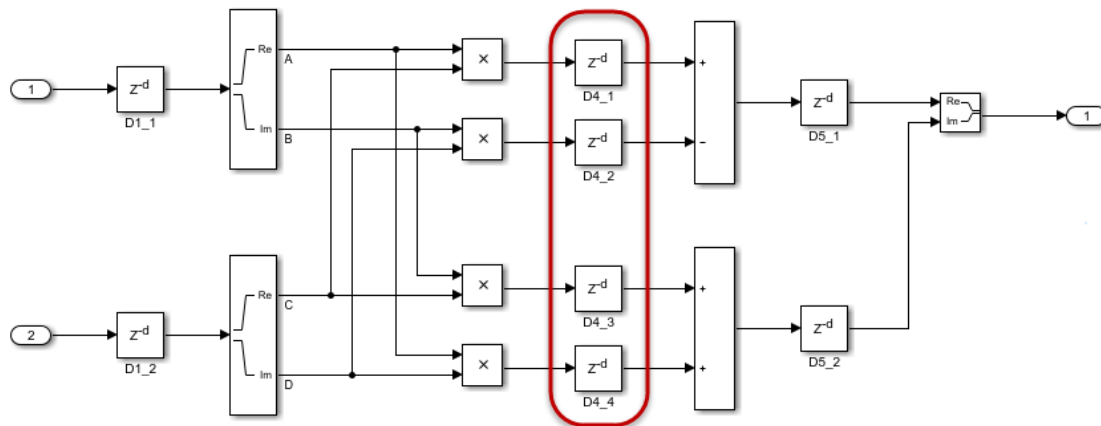 Re
A
×
z-d
D4_1
+
1
z-d
D1_1
z-d
D5_1
Re
Im
1
Im
B
×
z-d
D4_2
−
Re
C
×
z-d
D4_3
+
2
z-d
D1_2
z-d
D5_2
Im
D
×
z-d
D4_4
+